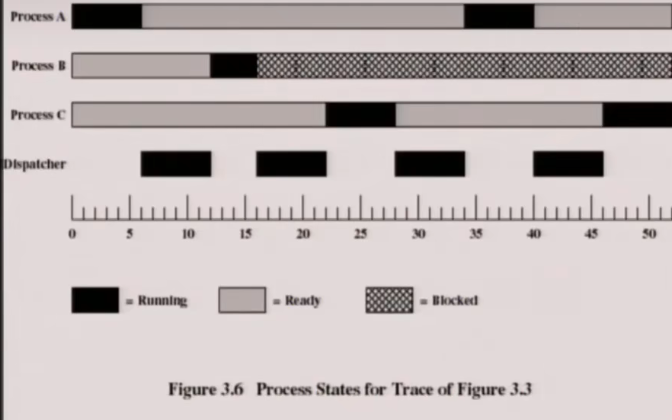 Process A
Process B
Process C
Dispatcher
0 5 10 15 20 25 30 35 40 45 50
= Running = Ready = Blocked
Figure 3.6 Process States for Trace of Figure 3.3